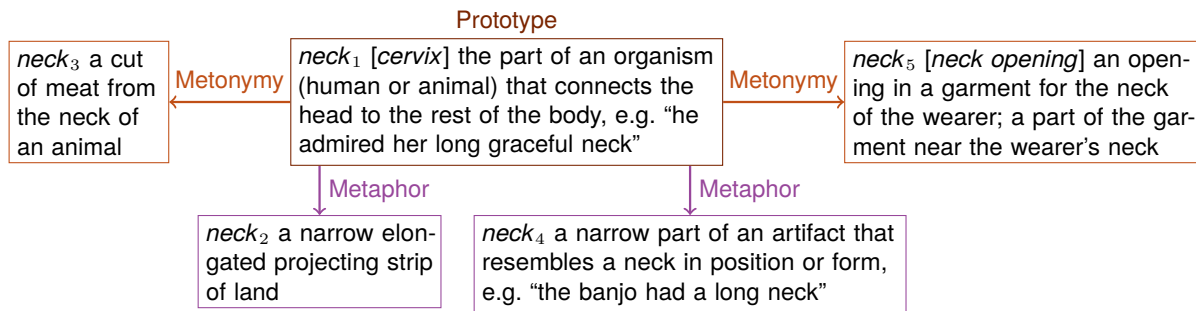 Prototype
neck3 a cut
of meat from
the neck of
an animal
Metonymy
neck1 [cervix] the part of an organism
(human or animal) that connects the
head to the rest of the body, e.g. “he
admired her long graceful neck”
Metonymy
neck5 [neck opening] an open-
ing in a garment for the neck
of the wearer; a part of the gar-
ment near the wearer's neck
Metaphor
Metaphor
neck2 a narrow elon-
gated projecting strip
of land
neck4 a narrow part of an artifact that
resembles a neck in position or form,
e.g. “the banjo had a long neck”